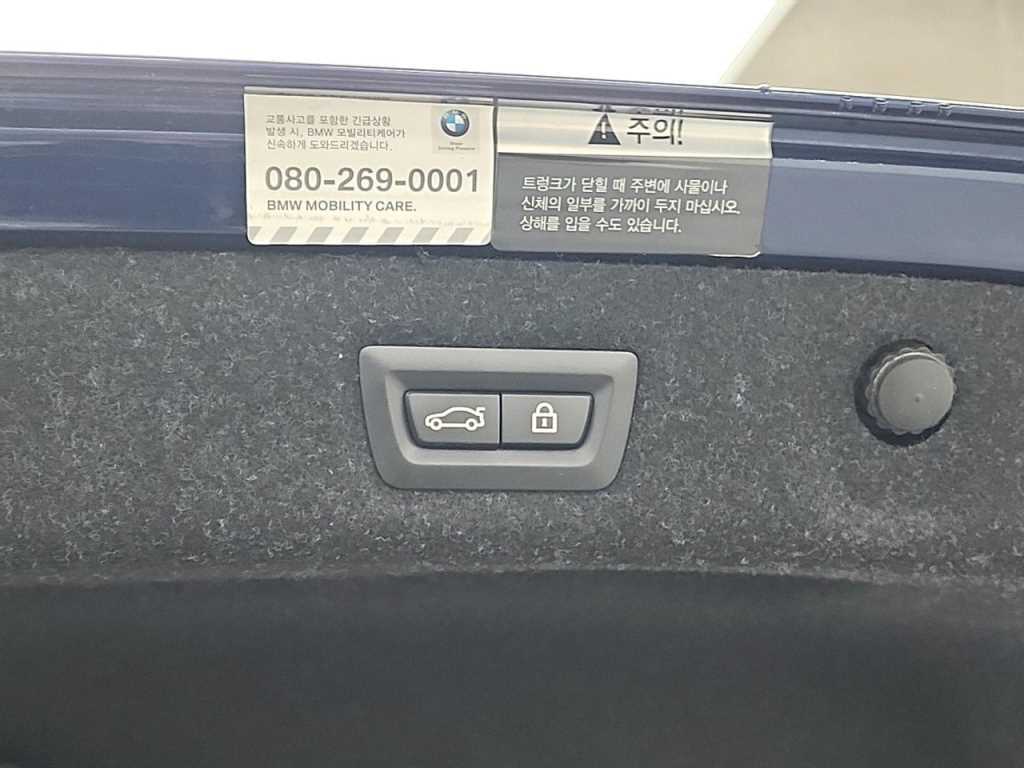 교통사고를 포함한 긴급상황
발생 시, BMW 모빌리티케어가
신속하게 도와드리겠습니다.
080-269-0001
BMW MOBILITY CARE.
주의!
트렁크가 닫힐 때 주변에 사물이나
신체의 일부를 가까이 두지 마십시오.
상해를 입을 수도 있습니다.